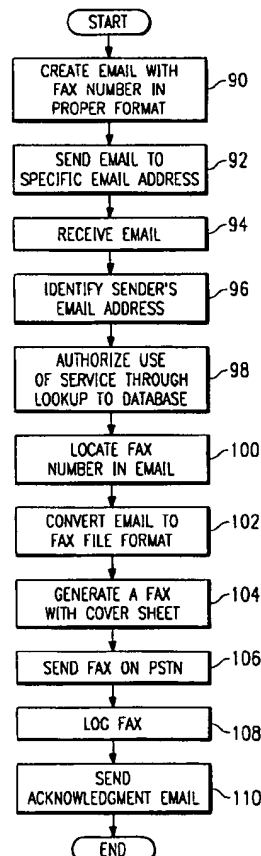 START
CREATE EMAIL WITH
FAX NUMBER IN
PROPER FORMAT
90
SEND EMAIL TO
SPECIFIC EMAIL ADDRESS
92
RECEIVE EMAIL
94
IDENTIFY SENDER'S
EMAIL ADDRESS
96
AUTHORIZE USE
OF SERVICE THROUGH
LOOKUP TO DATABASE
98
LOCATE FAX
NUMBER IN EMAIL
100
CONVERT EMAIL TO
FAX FILE FORMAT
102
GENERATE A FAX
WITH COVER SHEET
104
SEND FAX ON PSTN
106
LOG FAX
108
SEND
ACKNOWLEDGMENT EMAIL
110
END